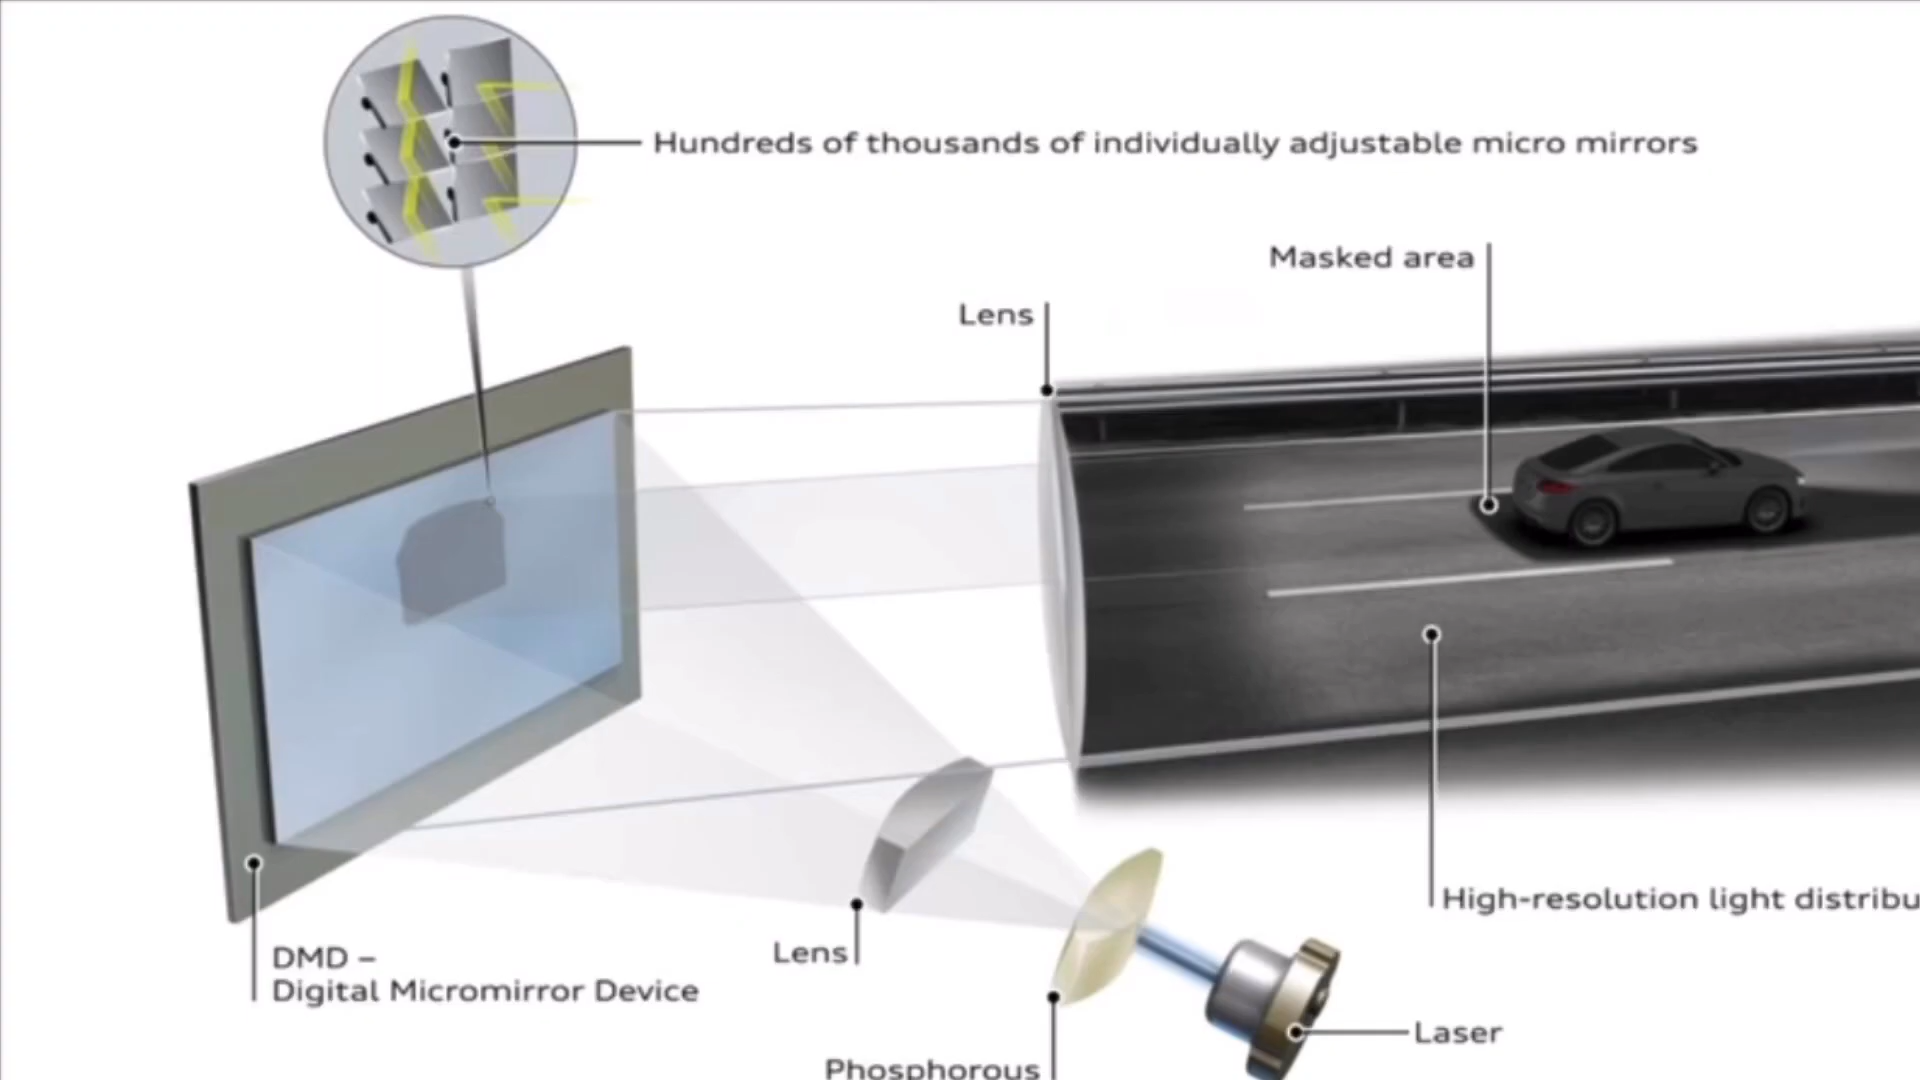 Hundreds of thousands of individually adjustable micro mirrors
Masked area
Lens
High-resolution light distribu
DMD –
Digital Micromirror Device
Lens
Laser
Phosphorous